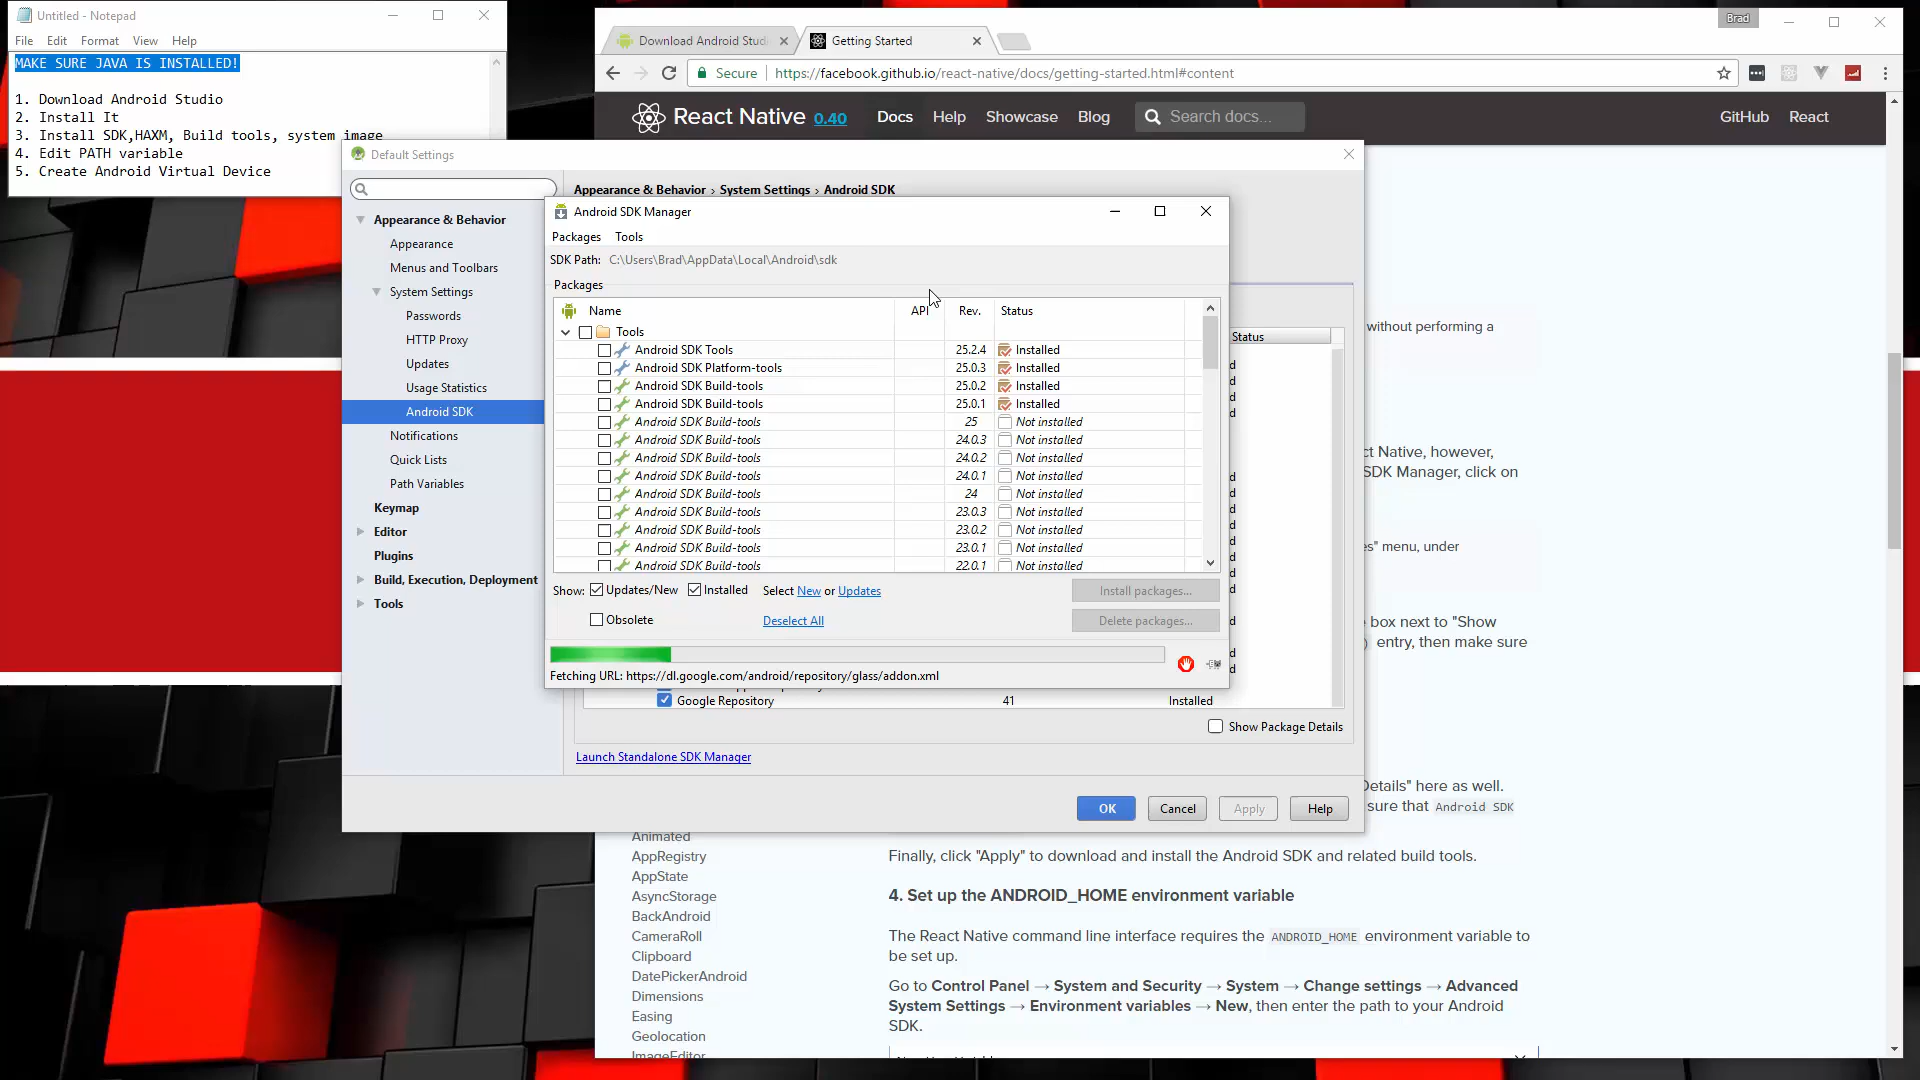 Untitled - Notepad
File Edit Format View Help
MAKE SURE JAVA IS INSTALLED!
1. Download Android Studio
2. Install It
3. Install SDK,HAXM, Build tools, system image
4. Edit PATH variable
5. Create Android Virtual Device
Brad
Download Android Studi
Getting Started
Secure
https://facebook.github.io/react-native/docs/getting-started.html#content
React Native 0.40
Docs Help Showcase Blog
Search docs...
GitHub React
Default Settings
Appearance & Behavior › System Settings › Android SDK
Appearance & Behavior
Appearance
Menus and Toolbars
System Settings
Passwords
HTTP Proxy
Updates
Usage Statistics
Android SDK
Notifications
Quick Lists
Path Variables
Keymap
Editor
Plugins
Build, Execution, Deployment
Tools
Android SDK Manager
Packages Tools
SDK Path: C:\Users\Brad\AppData\Local\Android\sdk
Packages
Name API Rev. Status
Tools
Android SDK Tools 25.2.4 Installed
Android SDK Platform-tools 25.0.3 Installed
Android SDK Build-tools 25.0.2 Installed
Android SDK Build-tools 25.0.1 Installed
Android SDK Build-tools 25 Not installed
Android SDK Build-tools 24.0.3 Not installed
Android SDK Build-tools 24.0.2 Not installed
Android SDK Build-tools 24.0.1 Not installed
Android SDK Build-tools 24 Not installed
Android SDK Build-tools 23.0.3 Not installed
Android SDK Build-tools 23.0.2 Not installed
Android SDK Build-tools 23.0.1 Not installed
Android SDK Build-tools 22.0.1 Not installed
Show: Updates/New Installed Select New or Updates
Install packages...
Obsolete Deselect All
Delete packages...
Fetching URL: https://dl.google.com/android/repository/glass/addon.xml
Status
Google Repository 41 Installed
Show Package Details
Launch Standalone SDK Manager
OK Cancel Apply Help
without performing a
ct Native, however,
SDK Manager, click on
es" menu, under
box next to "Show
entry, then make sure
Details" here as well.
sure that Android SDK
Finally, click "Apply" to download and install the Android SDK and related build tools.
4. Set up the ANDROID_HOME environment variable
The React Native command line interface requires the ANDROID_HOME environment variable to
be set up.
Go to Control Panel → System and Security → System → Change settings → Advanced
System Settings → Environment variables → New, then enter the path to your Android
SDK.
Animated
AppRegistry
AppState
AsyncStorage
BackAndroid
CameraRoll
Clipboard
DatePickerAndroid
Dimensions
Easing
Geolocation
ImageEditor